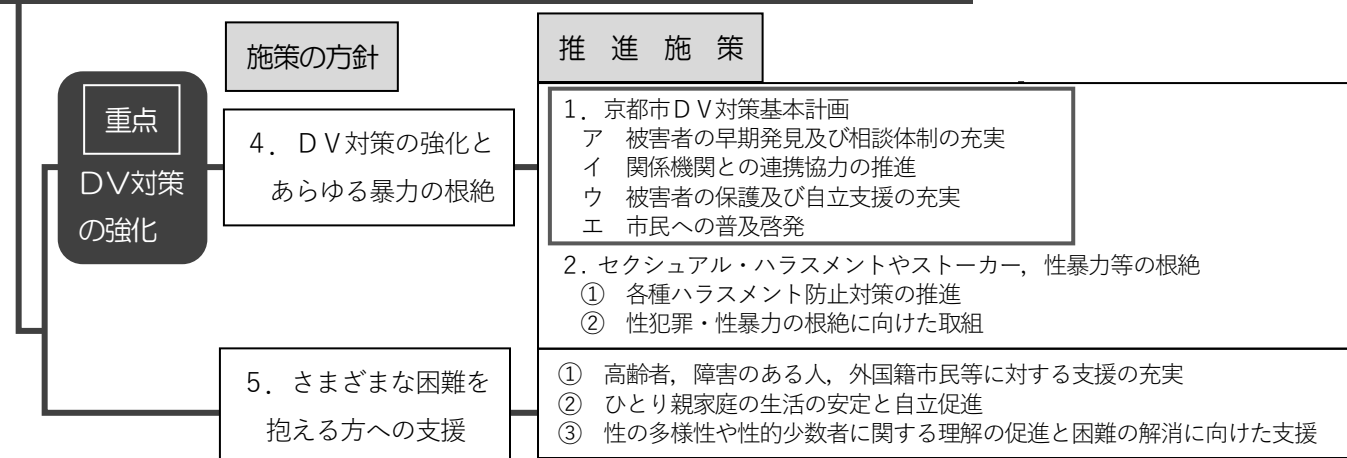 施策の方針
推 進 施 策
重点
DV対策
の強化
4．ＤＶ対策の強化と
あらゆる暴力の根絶
1．京都市ＤＶ対策基本計画
ア　被害者の早期発見及び相談体制の充実
イ　関係機関との連携協力の推進
ウ　被害者の保護及び自立支援の充実
エ　市民への普及啓発
2．セクシュアル・ハラスメントやストーカー，性暴力等の根絶
①　各種ハラスメント防止対策の推進
②　性犯罪・性暴力の根絶に向けた取組
5．さまざまな困難を
抱える方への支援
①　高齢者，障害のある人，外国籍市民等に対する支援の充実
②　ひとり親家庭の生活の安定と自立促進
③　性の多様性や性的少数者に関する理解の促進と困難の解消に向けた支援